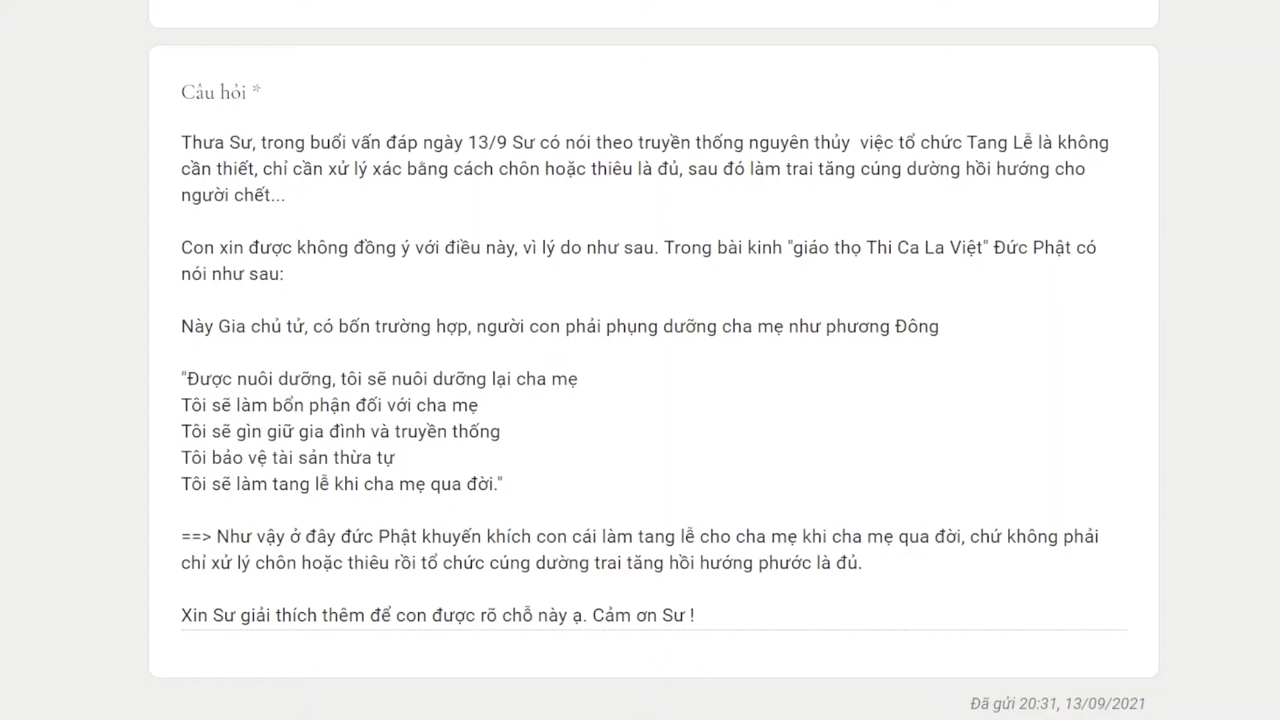 Câu hỏi *
Thưa Sư, trong buổi vấn đáp ngày 13/9 Sư có nói theo truyền thống nguyên thủy  việc tổ chức Tang Lễ là không
cần thiết, chỉ cần xử lý xác bằng cách chôn hoặc thiêu là đủ, sau đó làm trai tăng cúng dường hồi hướng cho
người chết...
Con xin được không đồng ý với điều này, vì lý do như sau. Trong bài kinh "giáo thọ Thi Ca La Việt" Đức Phật có
nói như sau:
Này Gia chủ tử, có bốn trường hợp, người con phải phụng dưỡng cha mẹ như phương Đông
"Được nuôi dưỡng, tôi sẽ nuôi dưỡng lại cha mẹ
Tôi sẽ làm bổn phận đối với cha mẹ
Tôi sẽ gìn giữ gia đình và truyền thống
Tôi bảo vệ tài sản thừa tự
Tôi sẽ làm tang lễ khi cha mẹ qua đời."
==> Như vậy ở đây đức Phật khuyến khích con cái làm tang lễ cho cha mẹ khi cha mẹ qua đời, chứ không phải
chỉ xử lý chôn hoặc thiêu rồi tổ chức cúng dường trai tăng hồi hướng phước là đủ.
Xin Sư giải thích thêm để con được rõ chỗ này ạ. Cảm ơn Sư !
Đã gửi 20:31, 13/09/2021